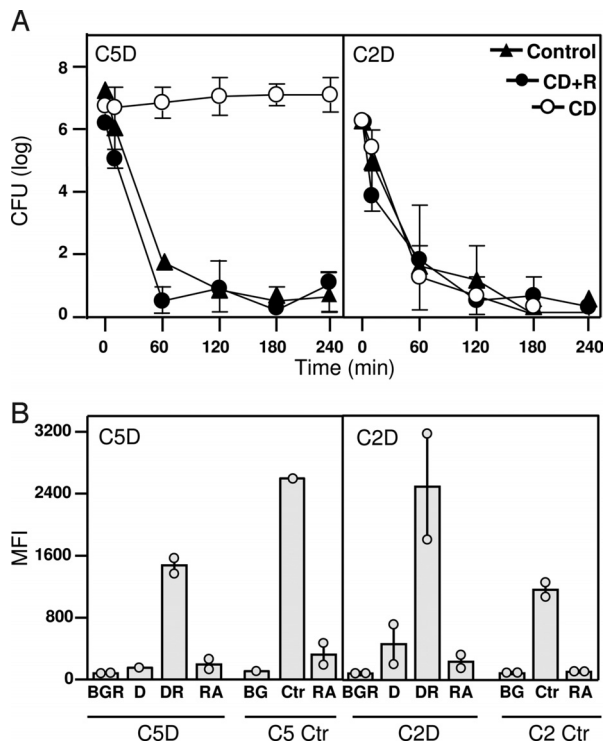 A
C5D
C2D
Control
CD+R
CD
CFU (log)
8
6
4
2
0
0 60 120 180 240
0 60 120 180 240
Time (min)
B
C5D
C2D
MFI
3200
2400
1600
800
0
BGR D DR RA BG Ctr RA BGR D DR RA BG Ctr RA
C5D C5 Ctr C2D C2 Ctr